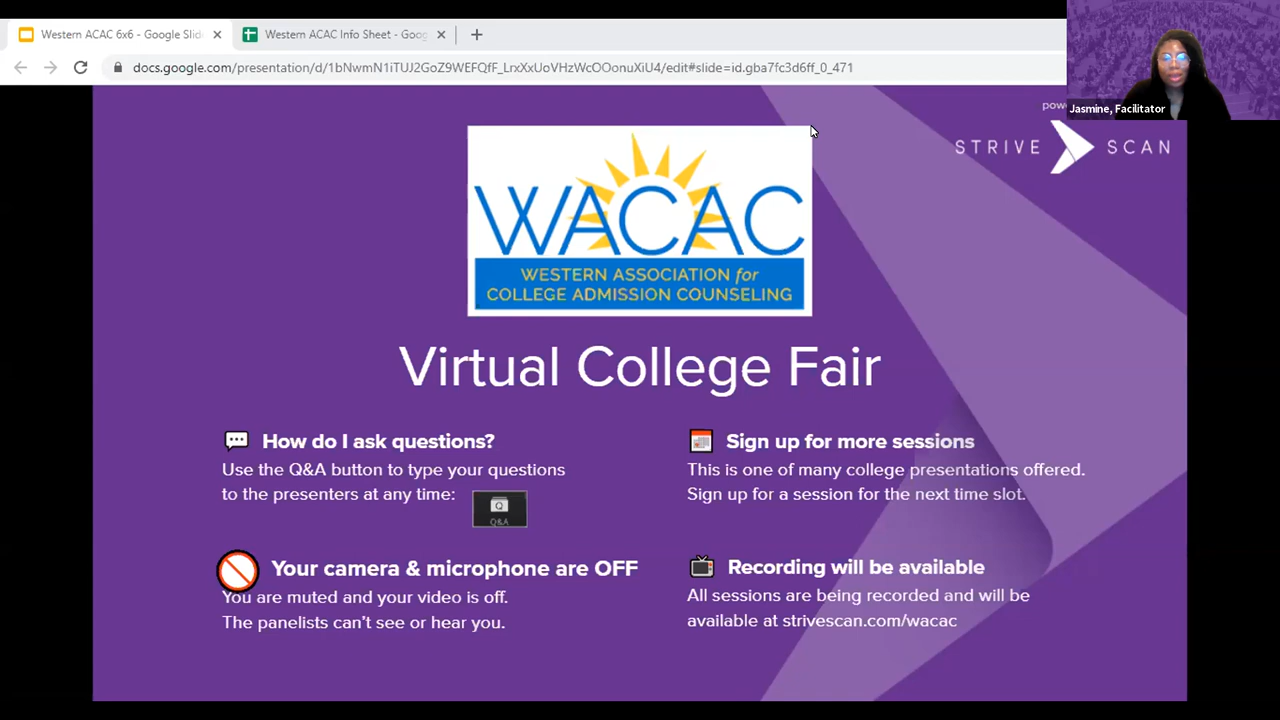 Western ACAC 6x6 - Google Slid
Western ACAC Info Sheet - Goog
docs.google.com/presentation/d/1bNwmN1iTUJ2GoZ9WEFOfF_LrxXxUoVHzWcOOonuXiU4/edit#slide=id.gba7fc3d6ff_0_471
Jasmine, Facilitator
STRIVE SCAN
WACAC
WESTERN ASSOCIATION for
COLLEGE ADMISSION COUNSELING
Virtual College Fair
How do I ask questions?
Use the Q&A button to type your questions
to the presenters at any time:
Q&A
Sign up for more sessions
This is one of many college presentations offered.
Sign up for a session for the next time slot.
Your camera & microphone are OFF
You are muted and your video is off.
The panelists can't see or hear you.
Recording will be available
All sessions are being recorded and will be
available at strivescan.com/wacac